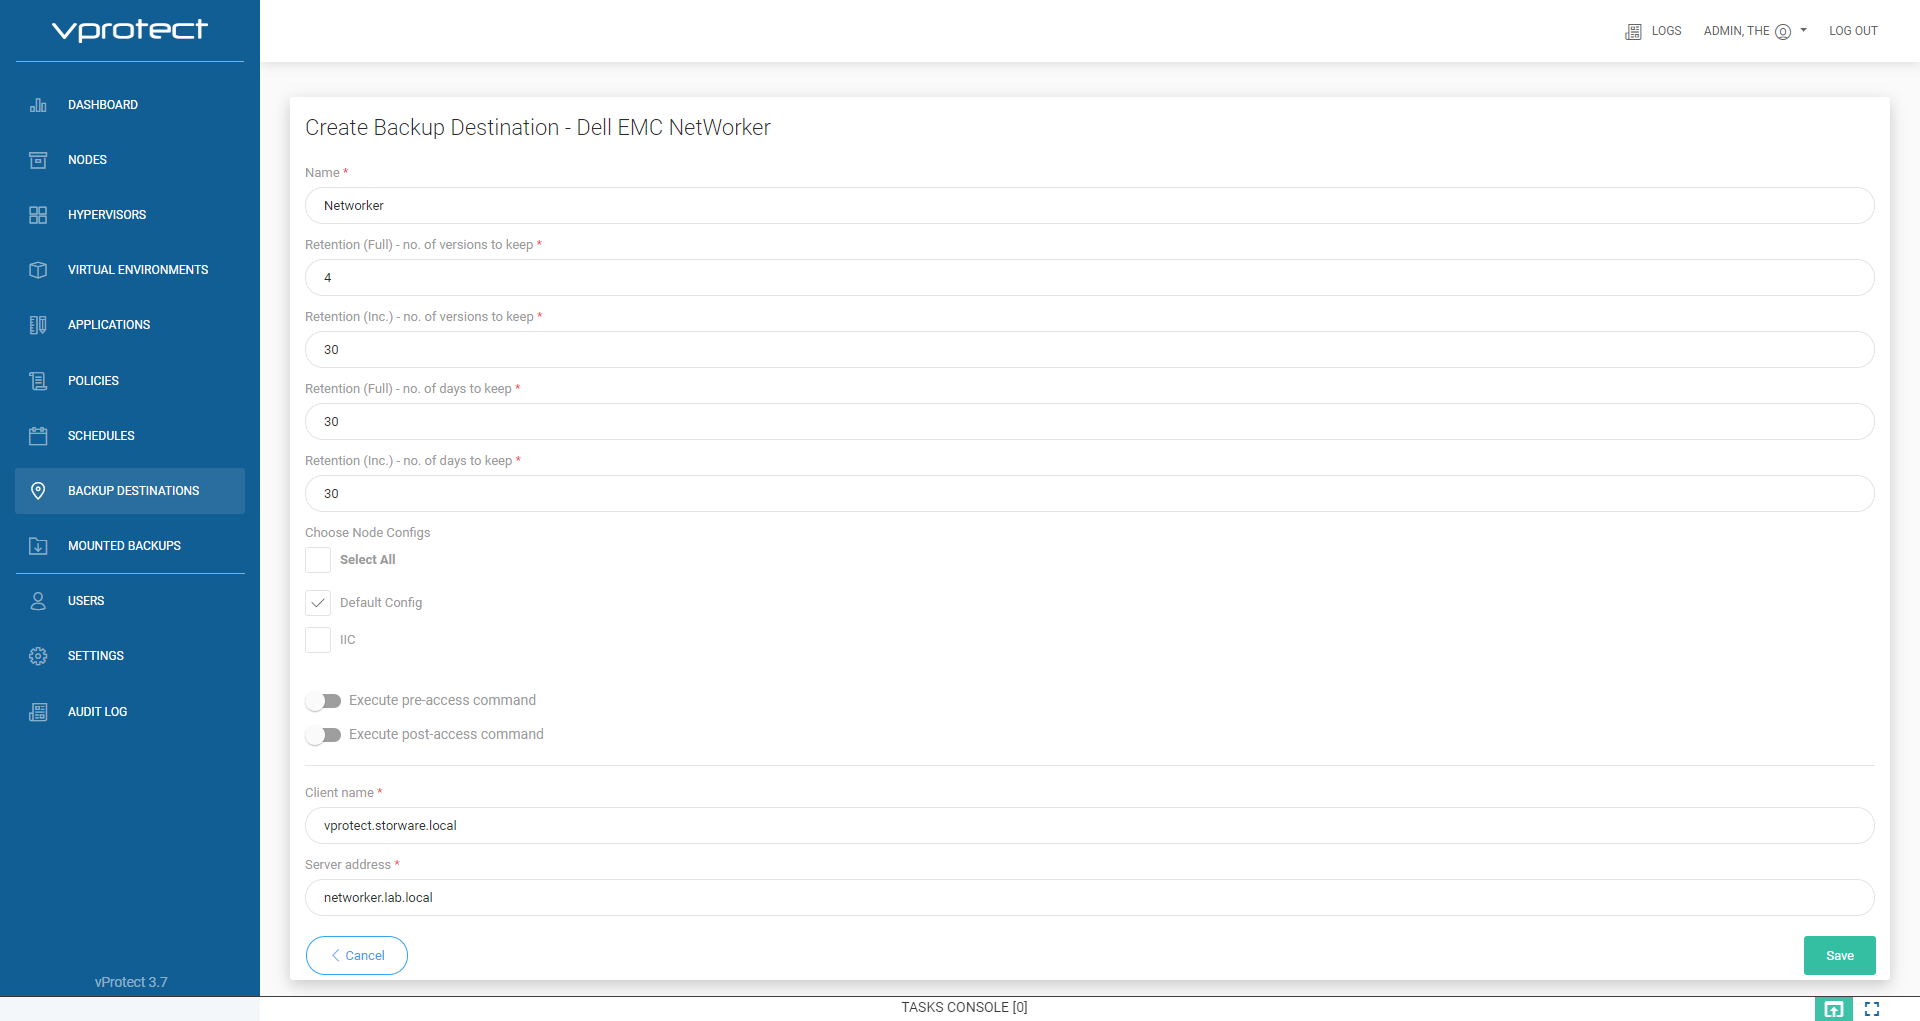 vprotect
LOGS
ADMIN, THE
LOG OUT
DASHBOARD
NODES
HYPERVISORS
VIRTUAL ENVIRONMENTS
APPLICATIONS
POLICIES
SCHEDULES
BACKUP DESTINATIONS
MOUNTED BACKUPS
USERS
SETTINGS
AUDIT LOG
vProtect 3.7
Create Backup Destination - Dell EMC NetWorker
Name *
Networker
Retention (Full) - no. of versions to keep *
4
Retention (Inc.) - no. of versions to keep *
30
Retention (Full) - no. of days to keep *
30
Retention (Inc.) - no. of days to keep *
30
Choose Node Configs
Select All
Default Config
IIC
Execute pre-access command
Execute post-access command
Client name *
vprotect.storware.local
Server address *
networker.lab.local
Cancel
Save
TASKS CONSOLE [0]